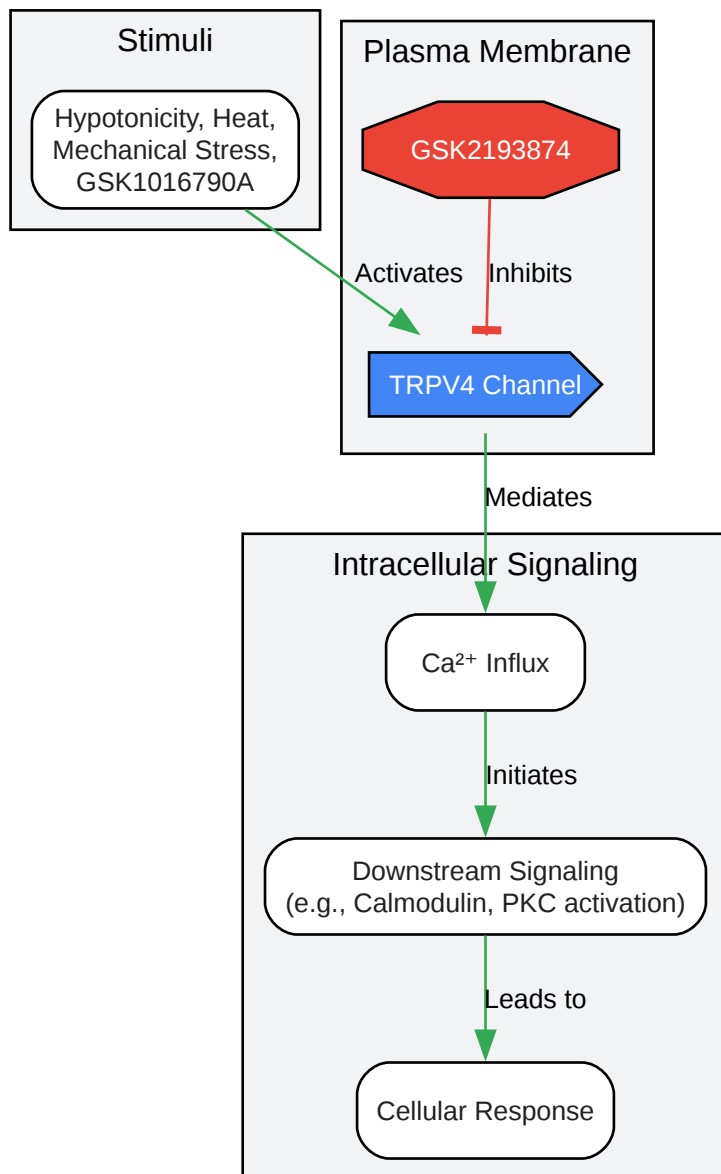 Stimuli
Hypotonicity, Heat,
Mechanical Stress,
GSK1016790A
Plasma Membrane
GSK2193874
Activates
Inhibits
TRPV4 Channel
Mediates
Intracellular Signaling
Ca²⁺ Influx
Initiates
Downstream Signaling
(e.g., Calmodulin, PKC activation)
Leads to
Cellular Response